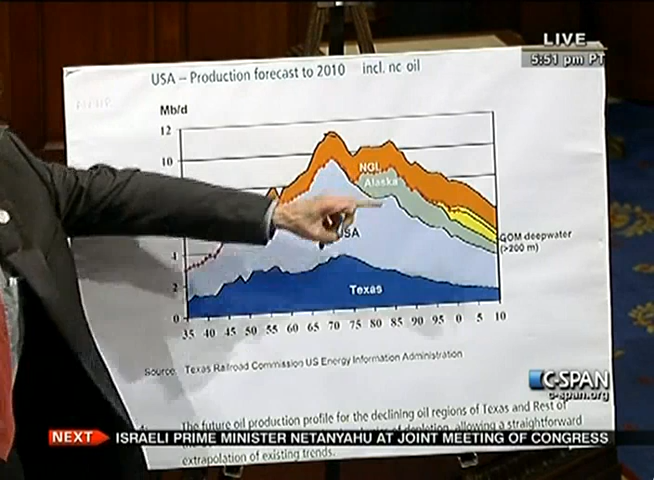 LIVE
5:51 pm PT
USA – Production forecast to 2010 incl. nc oil
Mb/d
12
10
NGL
Alaska
USA
GOM deepwater
(>200 m)
4
2
Texas
0
35 40 45 50 55 60 65 70 75 80 85 90 95 0 5 10
Source: Texas Railroad Commission US Energy Information Administration
C-SPAN
c-span.org
The future oil production profile for the declining oil regions of Texas and Rest of
depletion, allowing a straightforward
extrapolation of existing trends.
NEXT ISRAELI PRIME MINISTER NETANYAHU AT JOINT MEETING OF CONGRESS